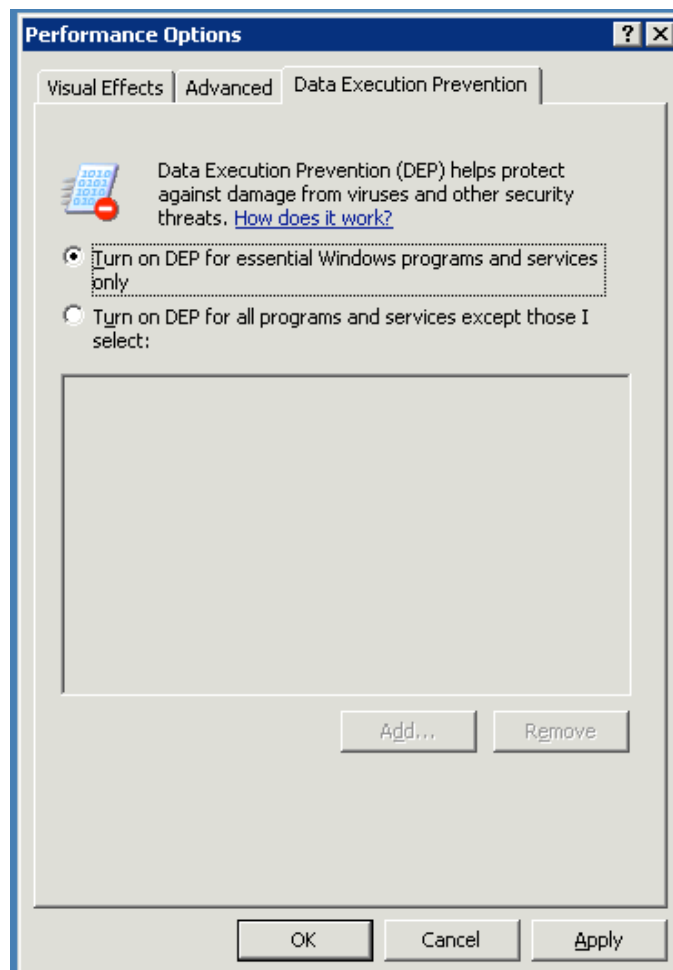 Performance Options
Visual Effects
Advanced
Data Execution Prevention
Data Execution Prevention (DEP) helps protect
against damage from viruses and other security
threats. How does it work?
Turn on DEP for essential Windows programs and services
only
Turn on DEP for all programs and services except those I
select:
Add...
Remove
OK
Cancel
Apply